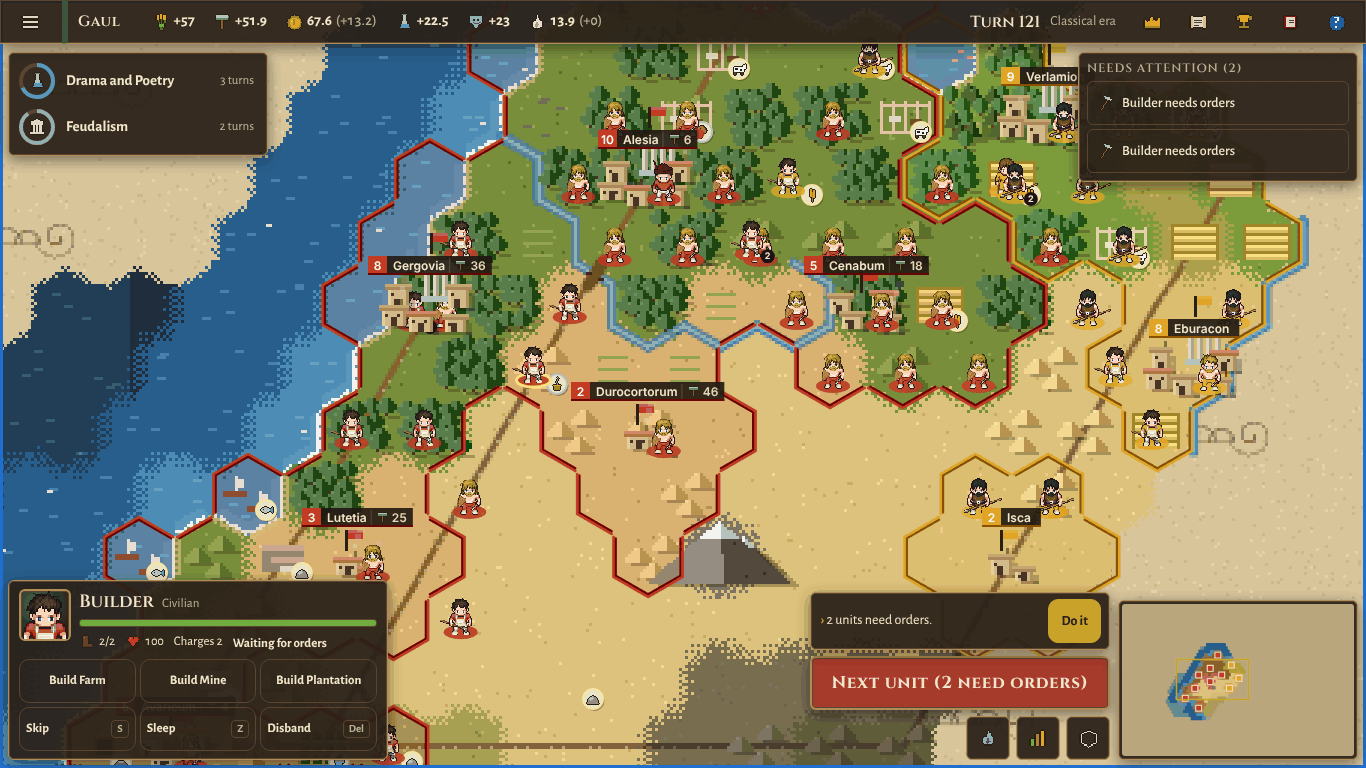 GAUL +57 +51.9 67.6 (+13.2) +22.5 +23 13.9 (+0) TURN 121 Classical era
Drama and Poetry 3 turns
Feudalism 2 turns
NEEDS ATTENTION (2)
Builder needs orders
Builder needs orders
9 Verlamio
10 Alesia 6
2
2
8 Gergovia 36
5 Cenabum 18
8 Eburacon
2 Durocortorum 46
3 Lutetia 25
2 Isca
BUILDER Civilian
2/2 100 Charges 2 Waiting for orders
Build Farm Build Mine Build Plantation
Skip S Sleep Z Disband Del
› 2 units need orders. Do it
NEXT UNIT (2 NEED ORDERS)